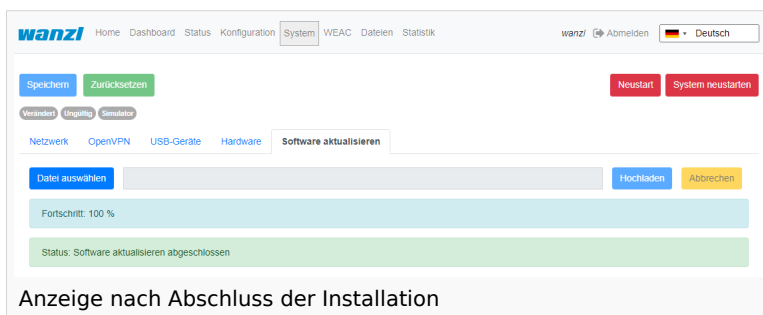 wanzl Home Dashboard Status Konfiguration System WEAC Dateien Statistik wanzl Abmelden Deutsch
Speichern Zurücksetzen Neustart System neustarten
Verändert Ungültig Simulator
Netzwerk OpenVPN USB-Geräte Hardware Software aktualisieren
Datei auswählen Hochladen Abbrechen
Fortschritt: 100 %
Status: Software aktualisieren abgeschlossen
Anzeige nach Abschluss der Installation